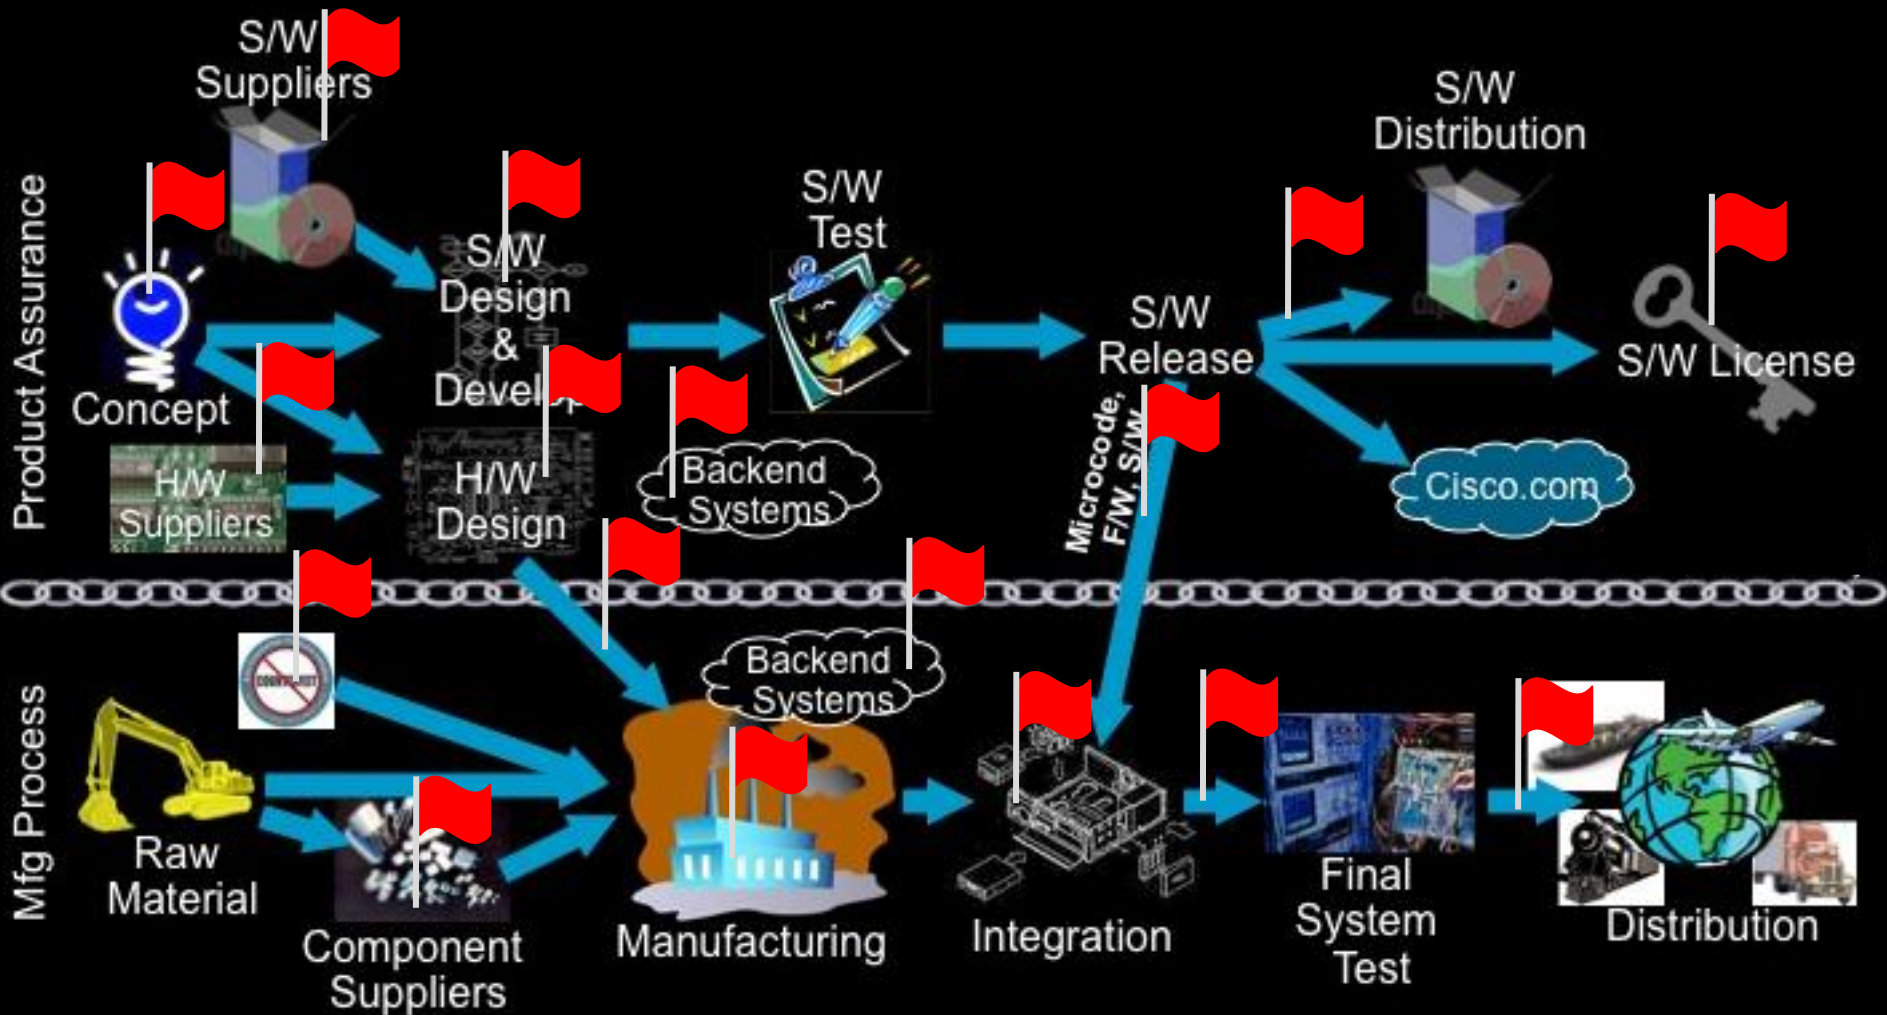 S/W
Suppliers
S/W
Distribution
S/W
Test
Product Assurance
S/W
Design
&
Develop
S/W
Release
S/W License
Concept
H/W
Suppliers
H/W
Design
Backend
Systems
Microcode,
F/W, S/W
Cisco.com
Mfg Process
Backend
Systems
Raw
Material
Component
Suppliers
Manufacturing
Integration
Final
System
Test
Distribution